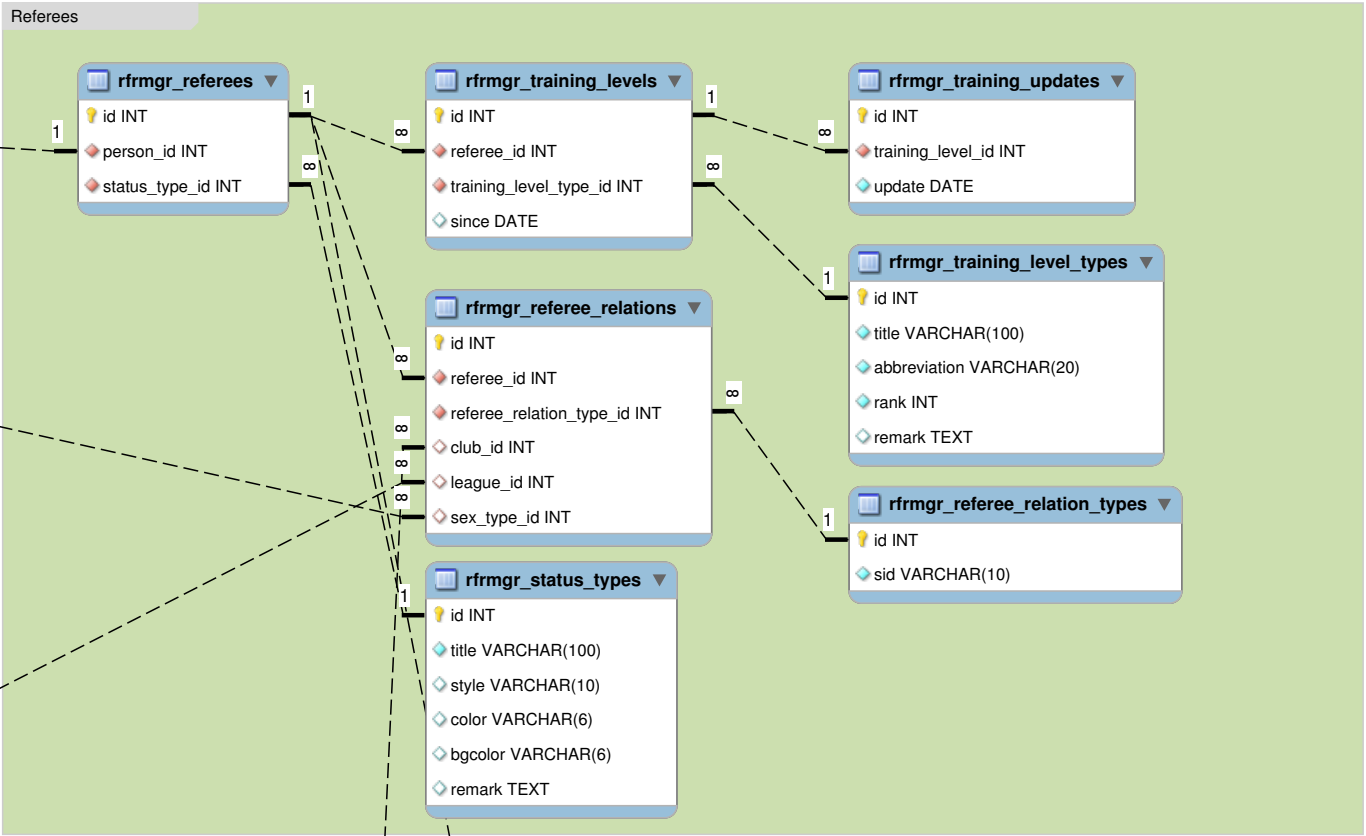 Referees
rfrmgr_referees
id INT
person_id INT
status_type_id INT
1
1
∞
rfrmgr_training_levels
id INT
referee_id INT
training_level_type_id INT
since DATE
∞
1
∞
rfrmgr_training_updates
id INT
training_level_id INT
update DATE
∞
rfrmgr_training_level_types
id INT
title VARCHAR(100)
abbreviation VARCHAR(20)
rank INT
remark TEXT
1
rfrmgr_referee_relations
id INT
referee_id INT
referee_relation_type_id INT
club_id INT
league_id INT
sex_type_id INT
∞
∞
∞
∞
∞
rfrmgr_referee_relation_types
id INT
sid VARCHAR(10)
1
rfrmgr_status_types
id INT
title VARCHAR(100)
style VARCHAR(10)
color VARCHAR(6)
bgcolor VARCHAR(6)
remark TEXT
1